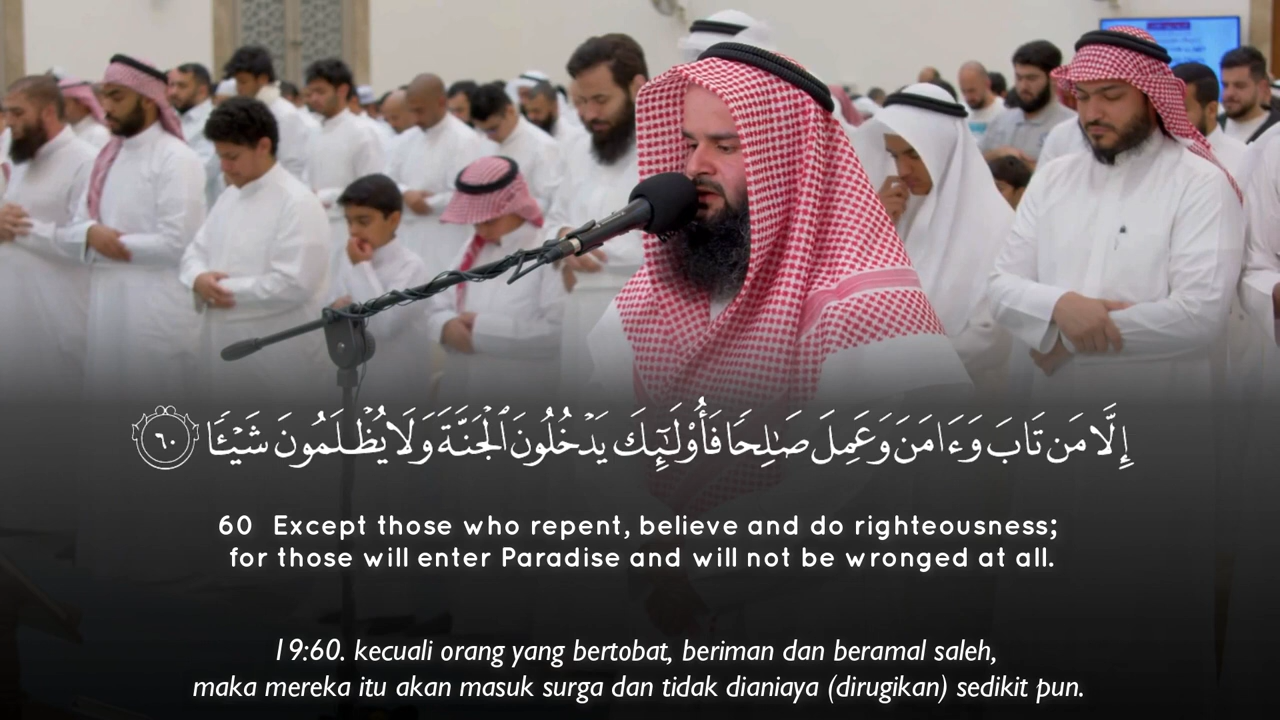 إِلَّا مَن تَابَ وَءَامَنَ وَعَمِلَ صَٰلِحًا فَأُو۟لَٰٓئِكَ يَدْخُلُونَ ٱلْجَنَّةَ وَلَا يُظْلَمُونَ شَيْـًٔا ٦٠
60 Except those who repent, believe and do righteousness;
for those will enter Paradise and will not be wronged at all.
19:60. kecuali orang yang bertobat, beriman dan beramal saleh,
maka mereka itu akan masuk surga dan tidak dianiaya (dirugikan) sedikit pun.